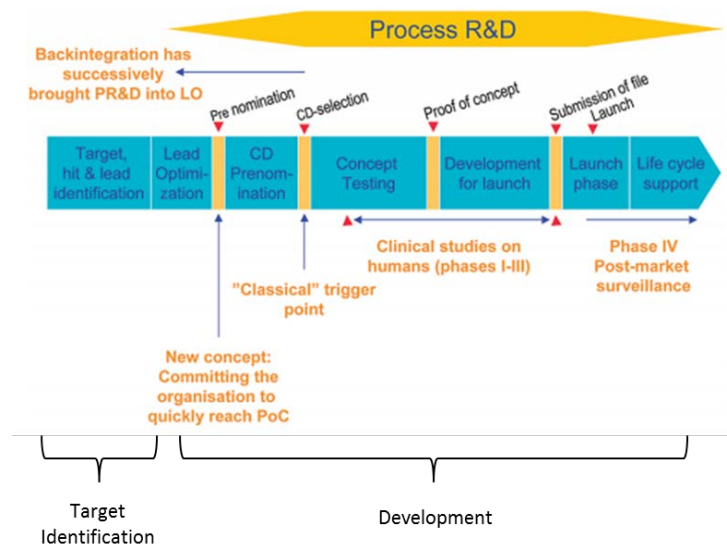 Process R&D
Backintegration has
successively
brought PR&D into LO
Pre nomination
CD-selection
Proof of concept
Submission of file
Launch
Target,
hit & lead
identification
Lead
Optimi-
zation
CD
Prenom-
ination
Concept
Testing
Development
for launch
Launch
phase
Life cycle
support
Clinical studies on
humans (phases I-III)
Phase IV
Post-market
surveillance
"Classical" trigger
point
New concept:
Committing the
organisation to
quickly reach PoC
Target
Identification
Development